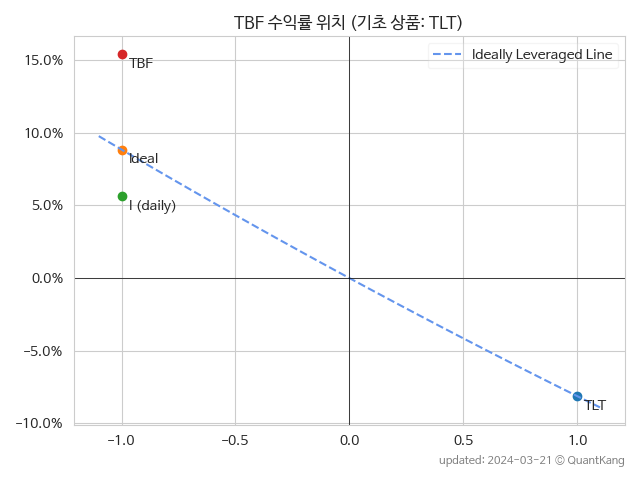 TBF 수익률 위치 (기초 상품: TLT)
Ideally Leveraged Line
15.0%
10.0%
5.0%
0.0%
−5.0%
−10.0%
TBF
Ideal
I (daily)
TLT
−1.0
−0.5
0.0
0.5
1.0
updated: 2024-03-21 © QuantKang